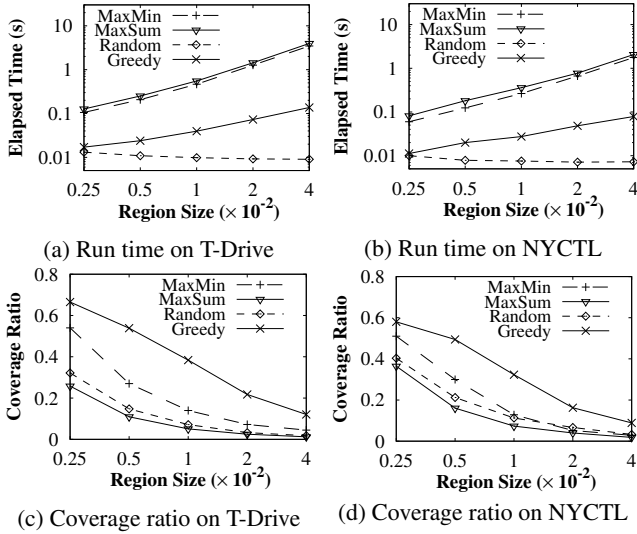 MaxMin
MaxSum
Random
Greedy
Elapsed Time (s)
10
1
0.1
0.01
0.25 0.5 1 2 4
Region Size (× 10⁻²)
(a) Run time on T-Drive
MaxMin
MaxSum
Random
Greedy
Elapsed Time (s)
10
1
0.1
0.01
0.25 0.5 1 2 4
Region Size (× 10⁻²)
(b) Run time on NYCTL
MaxMin
MaxSum
Random
Greedy
Coverage Ratio
0.8
0.6
0.4
0.2
0
0.25 0.5 1 2 4
Region Size (× 10⁻²)
(c) Coverage ratio on T-Drive
MaxMin
MaxSum
Random
Greedy
Coverage Ratio
0.8
0.6
0.4
0.2
0
0.25 0.5 1 2 4
Region Size (× 10⁻²)
(d) Coverage ratio on NYCTL